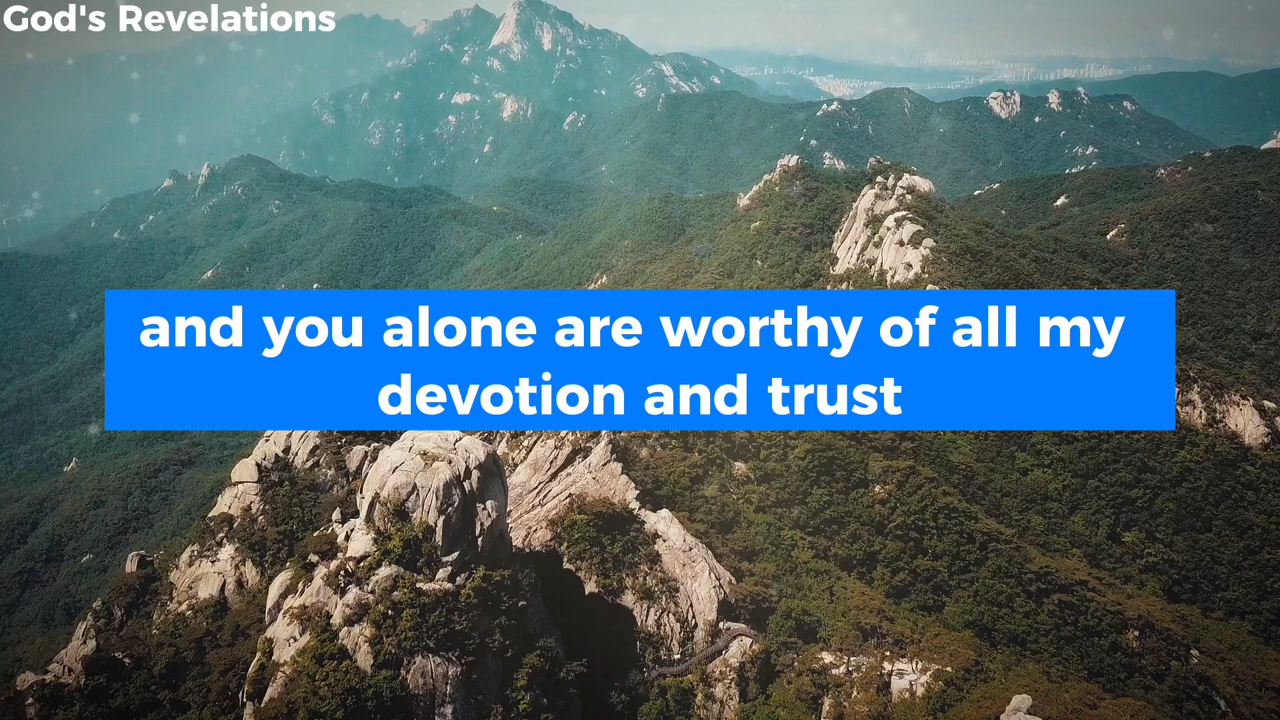 God's Revelations
and you alone are worthy of all my
devotion and trust